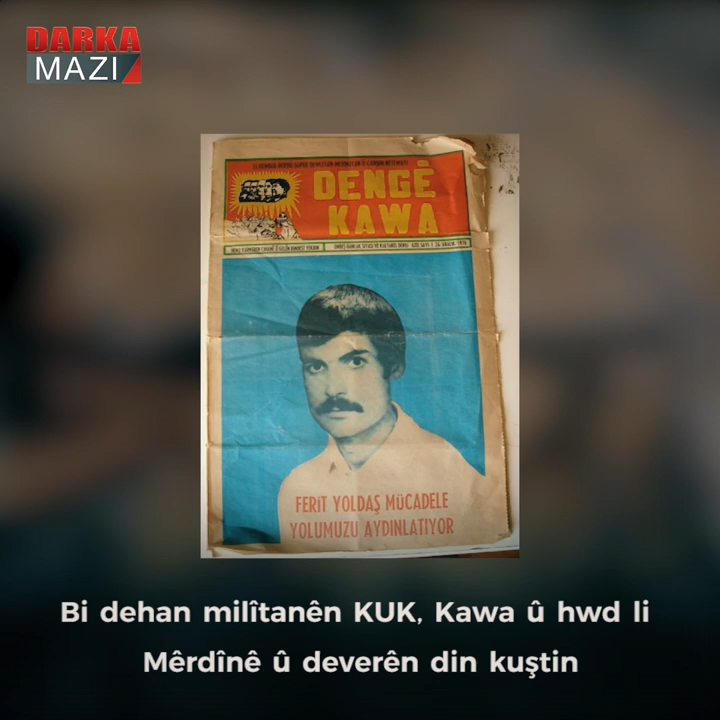 DARKA
MAZI
DENGÊ
KAWA
FERİT YOLDAŞ MÜCADELE
YOLUMUZU AYDINLATIYOR
Bi dehan milîtanên KUK, Kawa û hwd li
Mêrdînê û deverên din kuştin